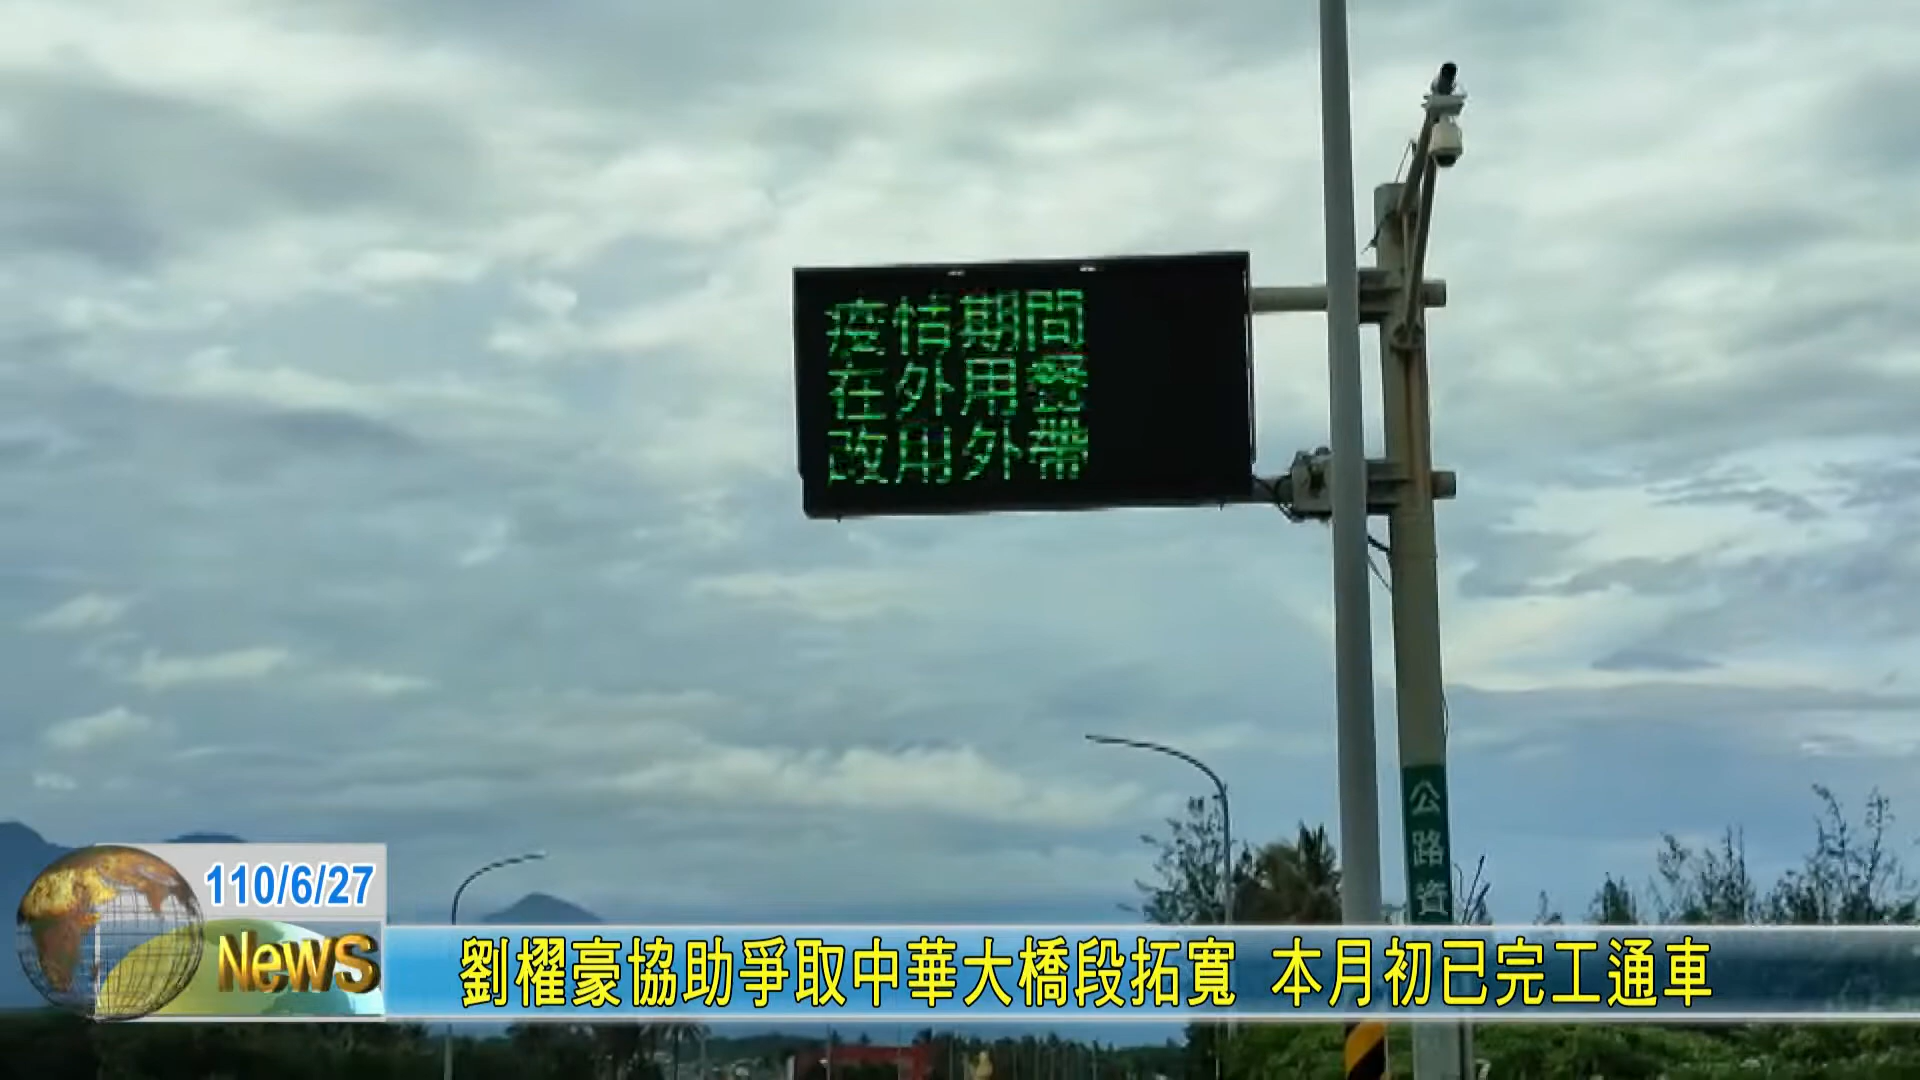 疫情期間
在外用餐
改用外帶
公路資
110/6/27
News
劉櫂豪協助爭取中華大橋段拓寬 本月初已完工通車